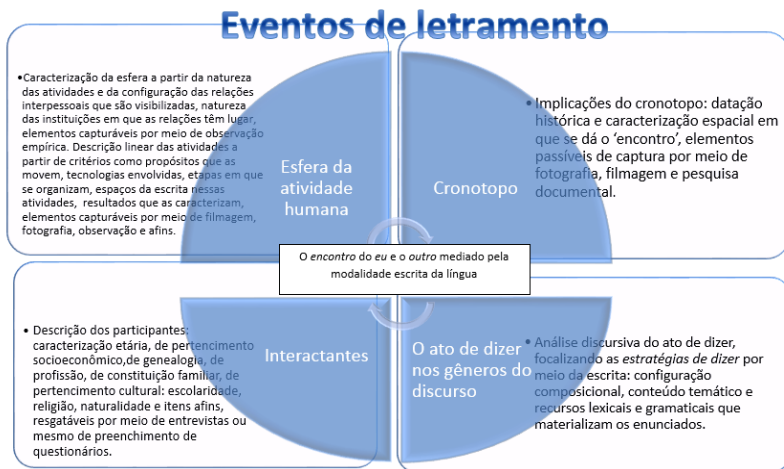 Eventos de letramento
•Caracterização da esfera a partir da natureza
das atividades e da configuração das relações
interpessoais que são visibilizadas, natureza
das instituições em que as relações têm lugar,
elementos capturáveis por meio de observação
empírica. Descrição linear das atividades a
partir de critérios como propósitos que as
movem, tecnologias envolvidas, etapas em que
se organizam, espaços da escrita nessas
atividades, resultados que as caracterizam,
elementos capturáveis por meio de filmagem,
fotografia, observação e afins.
Esfera da
atividade
humana
Cronotopo
•Implicações do cronotopo: datação
histórica e caracterização espacial em
que se dá o ‘encontro’, elementos
passíveis de captura por meio de
fotografia, filmagem e pesquisa
documental.
O encontro do eu e o outro mediado pela
modalidade escrita da língua
• Descrição dos participantes:
caracterização etária, de pertencimento
socioeconômico,de genealogia, de
profissão, de constituição familiar, de
pertencimento cultural: escolaridade,
religião, naturalidade e itens afins,
resgatáveis por meio de entrevistas ou
mesmo de preenchimento de
questionários.
Interactantes
O ato de dizer
nos gêneros do
discurso
•Análise discursiva do ato de dizer,
focalizando as estratégias de dizer por
meio da escrita: configuração
composicional, conteúdo temático e
recursos lexicais e gramaticais que
materializam os enunciados.